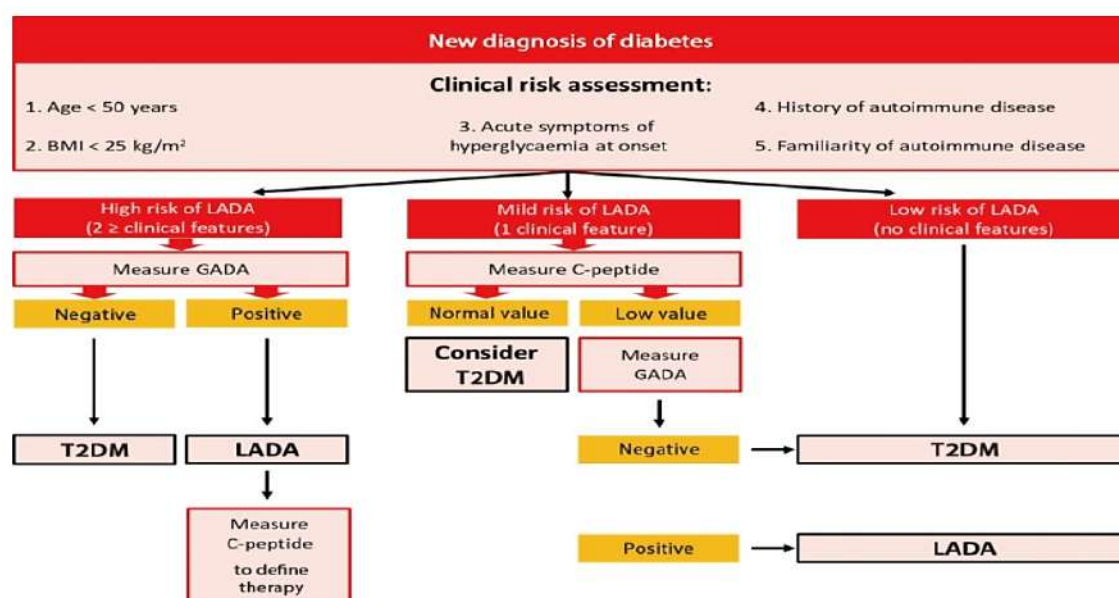 New diagnosis of diabetes
Clinical risk assessment:
1. Age < 50 years
2. BMI < 25 kg/m²
3. Acute symptoms of
hyperglycaemia at onset
4. History of autoimmune disease
5. Familiarity of autoimmune disease
High risk of LADA
(2 ≥ clinical features)
Measure GADA
Negative
Positive
T2DM
LADA
Measure
C-peptide
to define
therapy
Mild risk of LADA
(1 clinical feature)
Measure C-peptide
Normal value
Low value
Consider
T2DM
Measure
GADA
Negative
Positive
Low risk of LADA
(no clinical features)
T2DM
LADA